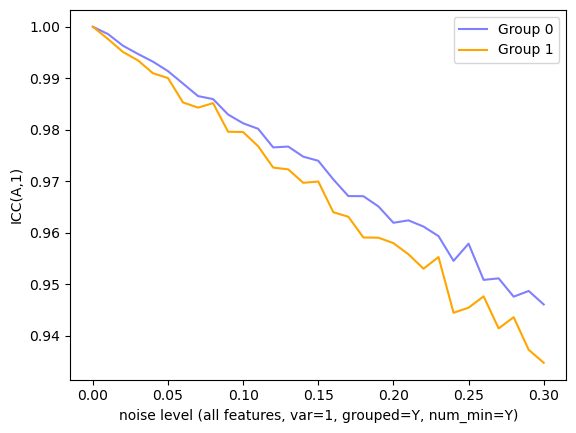 1.00
0.99
0.98
0.97
0.96
0.95
0.94
ICC(A,1)
Group 0
Group 1
0.00 0.05 0.10 0.15 0.20 0.25 0.30
noise level (all features, var=1, grouped=Y, num_min=Y)